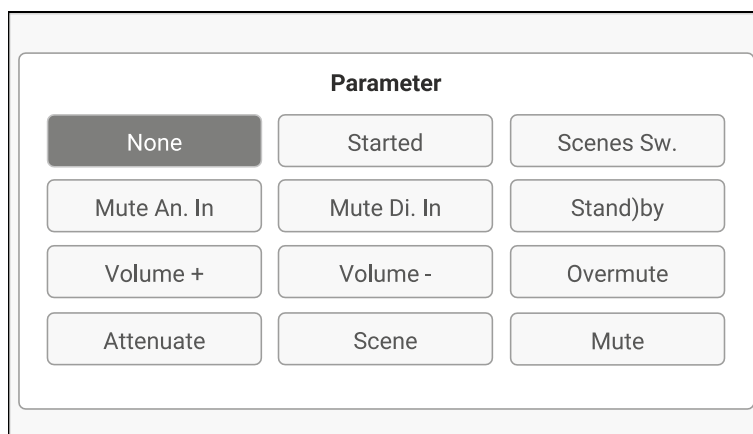 Parameter
None Started Scenes Sw.
Mute An. In Mute Di. In Stand)by
Volume + Volume - Overmute
Attenuate Scene Mute